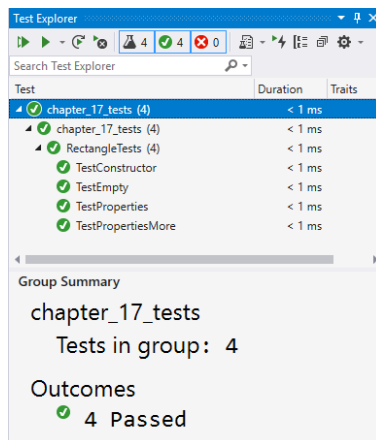 Test Explorer
4 4 0
Search Test Explorer
Test Duration Traits
chapter_17_tests (4) < 1 ms
chapter_17_tests (4) < 1 ms
RectangleTests (4) < 1 ms
TestConstructor < 1 ms
TestEmpty < 1 ms
TestProperties < 1 ms
TestPropertiesMore < 1 ms
Group Summary
chapter_17_tests
Tests in group: 4
Outcomes
4 Passed